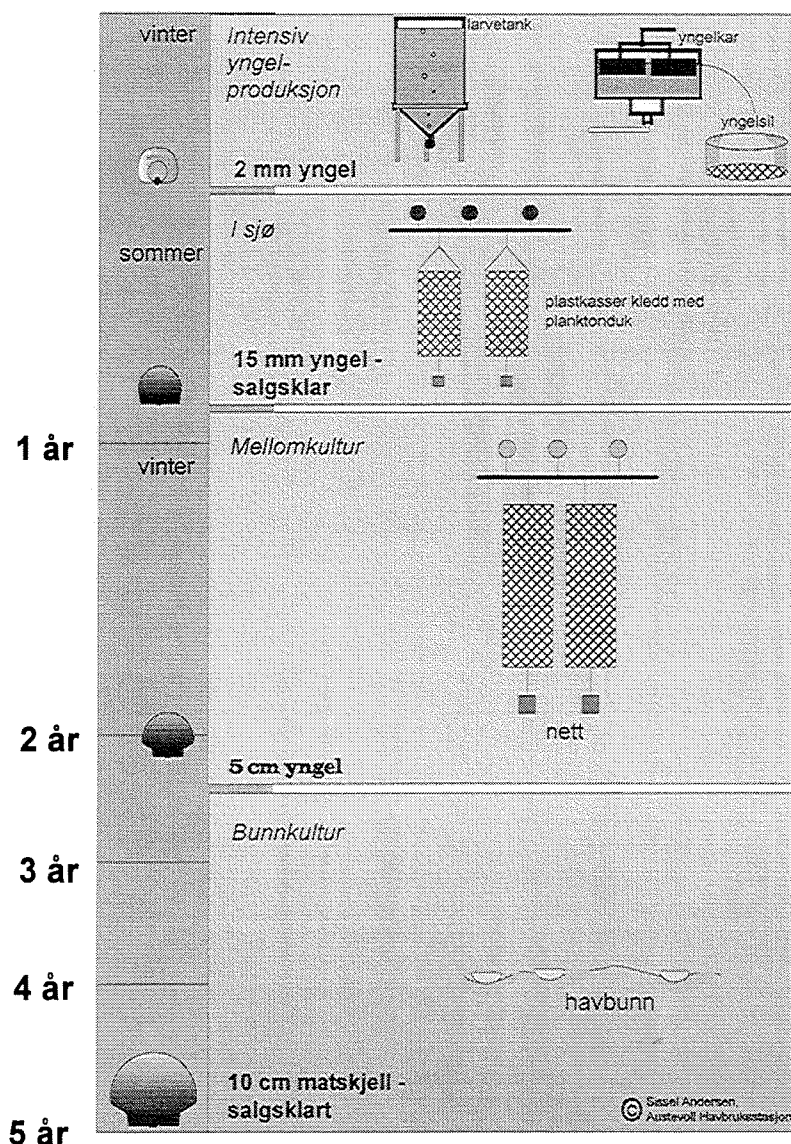 vinter
Intensiv
yngel-
produksjon
larvetank
yngelkar
yngelsil
2 mm yngel
sommer
I sjø
plastkasser kledd med
planktonduk
15 mm yngel -
salgsklar
1 år
vinter
Mellomkultur
nett
2 år
5 cm yngel
Bunnkultur
3 år
4 år
havbunn
10 cm matskjell -
salgsklart
© Sissel Andersen,
Austevoll Havbruksstasjon
5 år